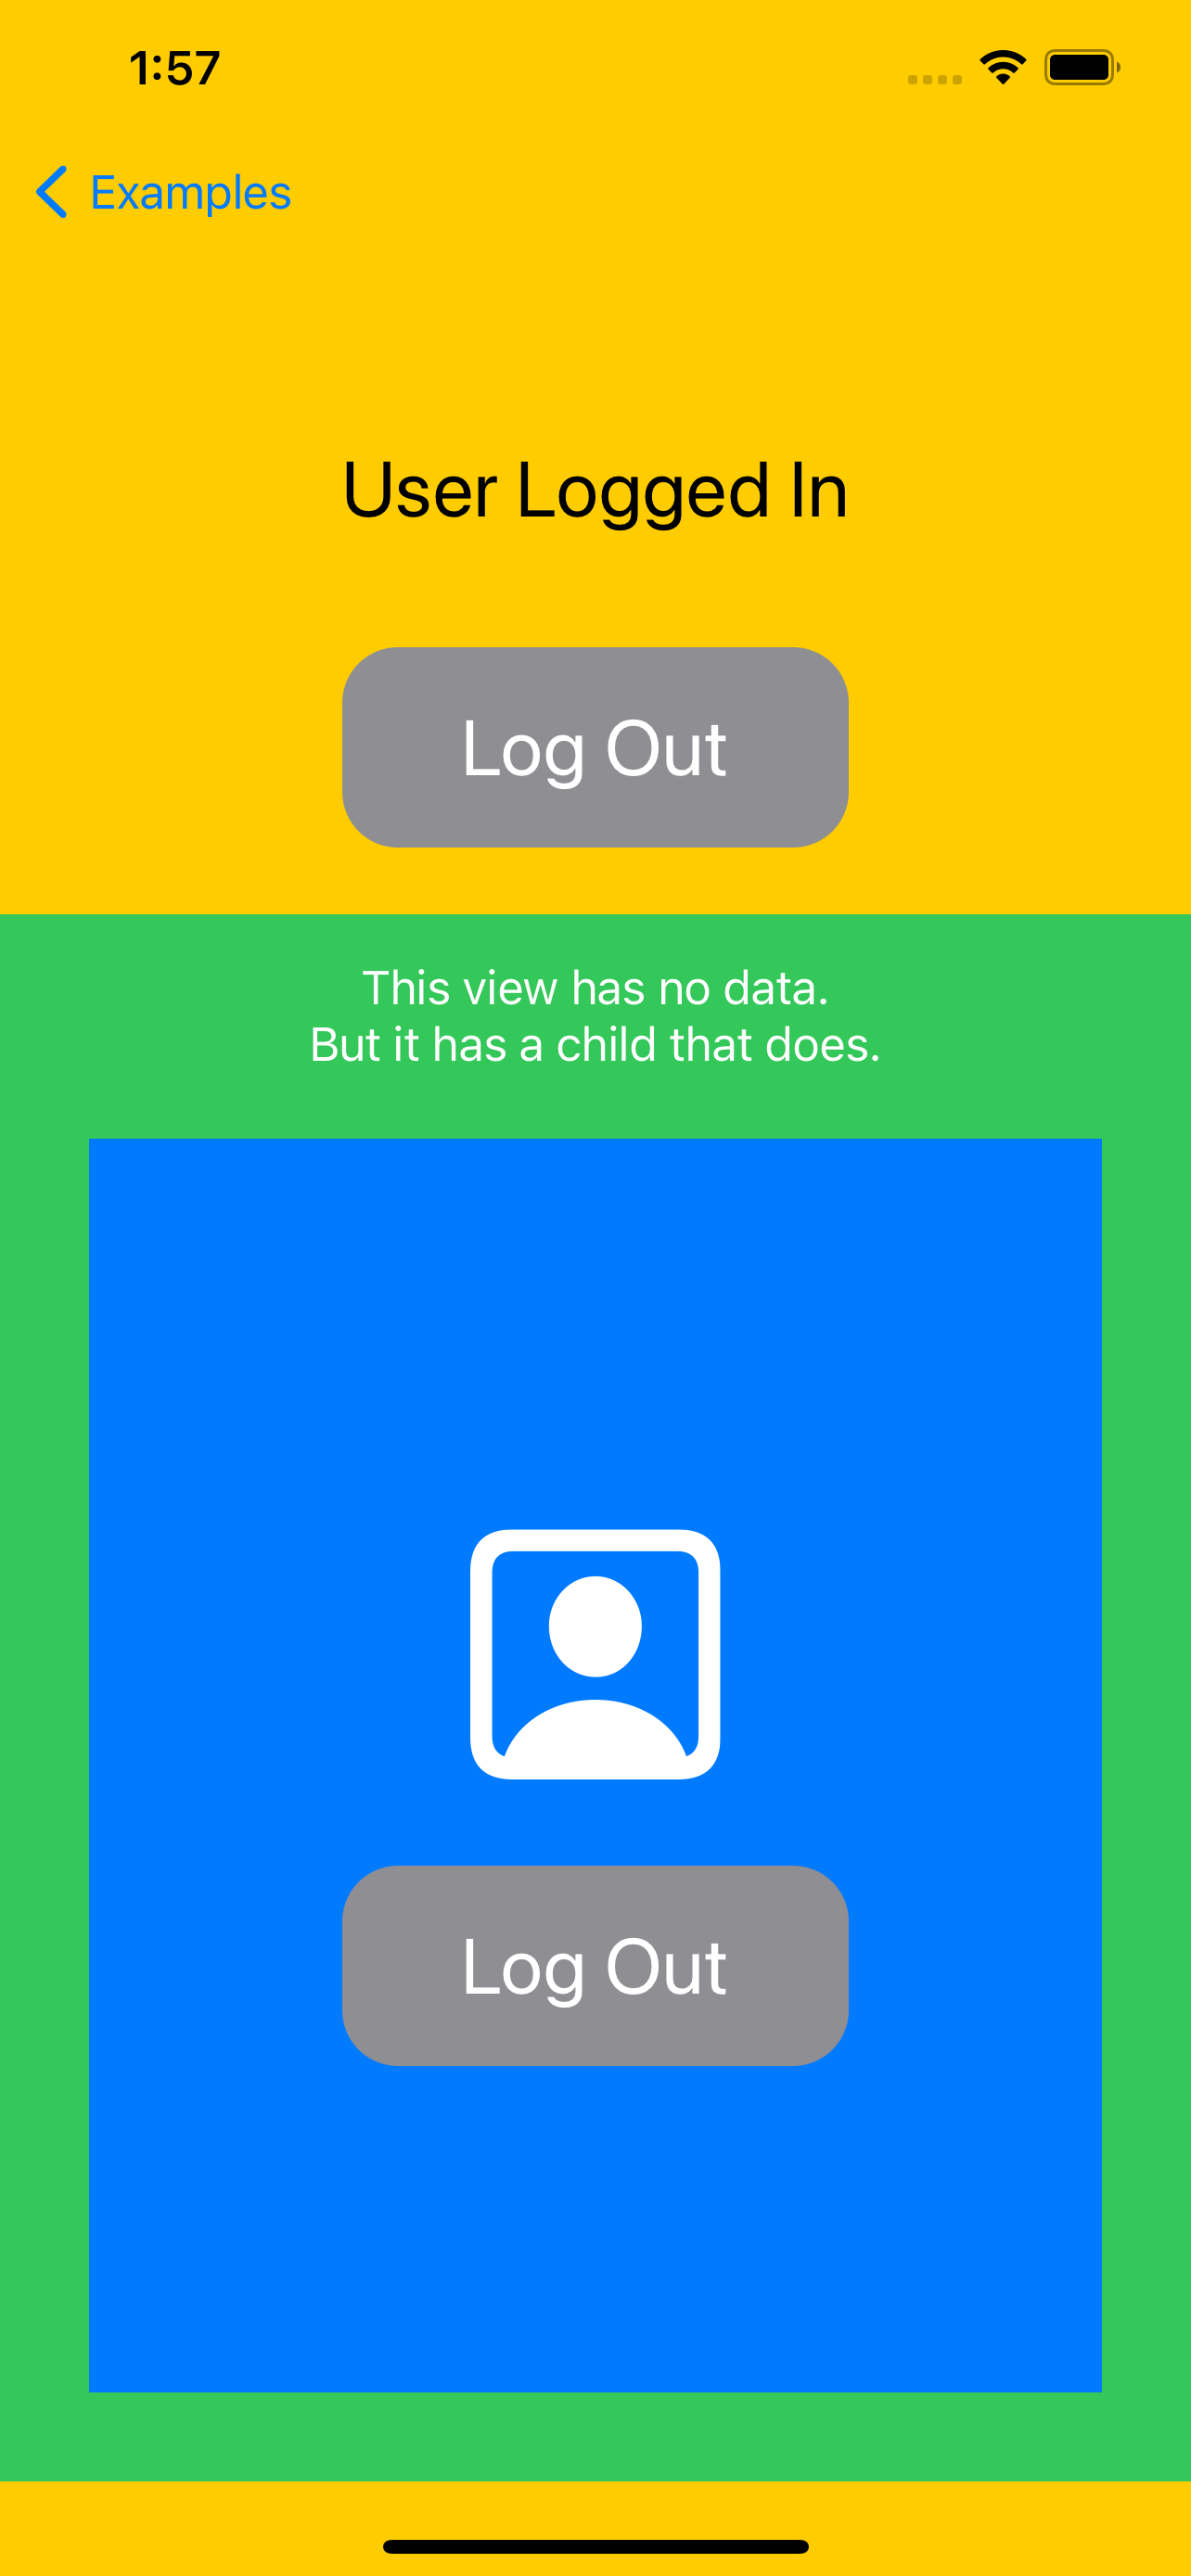 1:57
Examples
User Logged In
Log Out
This view has no data.
But it has a child that does.
Log Out